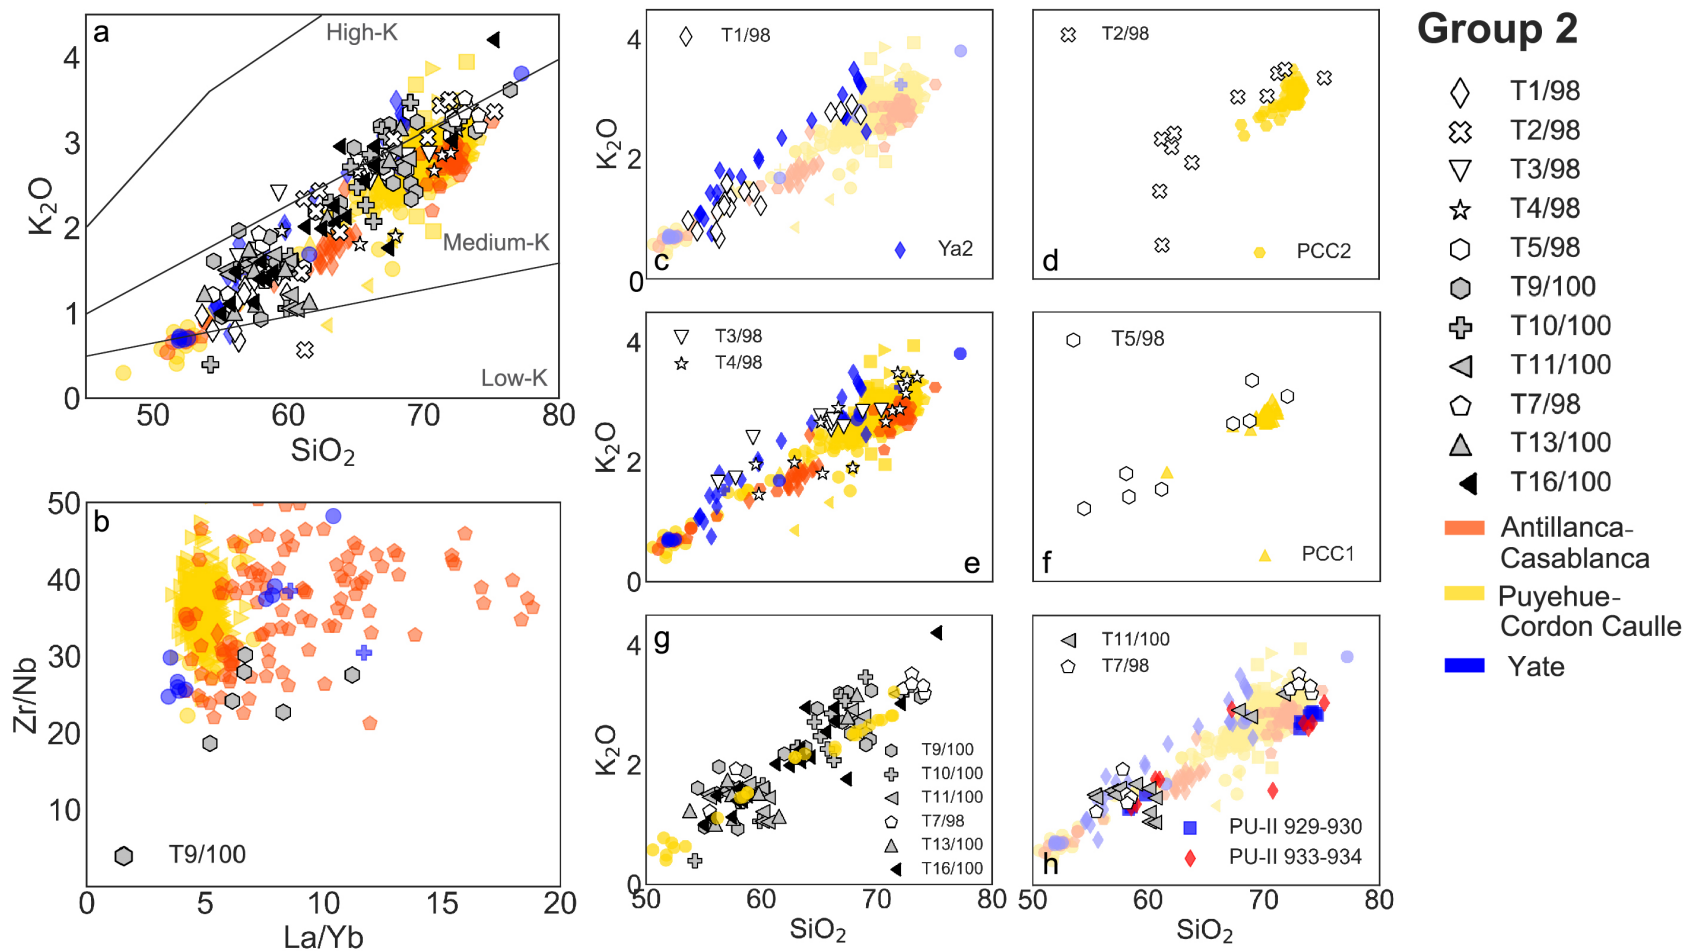 a
High-K
Medium-K
Low-K
4
3
2
1
0
K₂O
50
60
70
80
SiO₂
b
50
40
30
20
10
Zr/Nb
T9/100
0
5
10
15
20
La/Yb
T1/98
4
2
0
K₂O
c
Ya2
T2/98
d
PCC2
T3/98
T4/98
4
2
0
K₂O
e
T5/98
f
PCC1
g
4
2
0
K₂O
T9/100
T10/100
T11/100
T7/98
T13/100
T16/100
50
60
70
80
SiO₂
T11/100
T7/98
h
PU-II 929-930
PU-II 933-934
50
60
70
80
SiO₂
Group 2
T1/98
T2/98
T3/98
T4/98
T5/98
T9/100
T10/100
T11/100
T7/98
T13/100
T16/100
Antillanca-
Casablanca
Puyehue-
Cordon Caulle
Yate